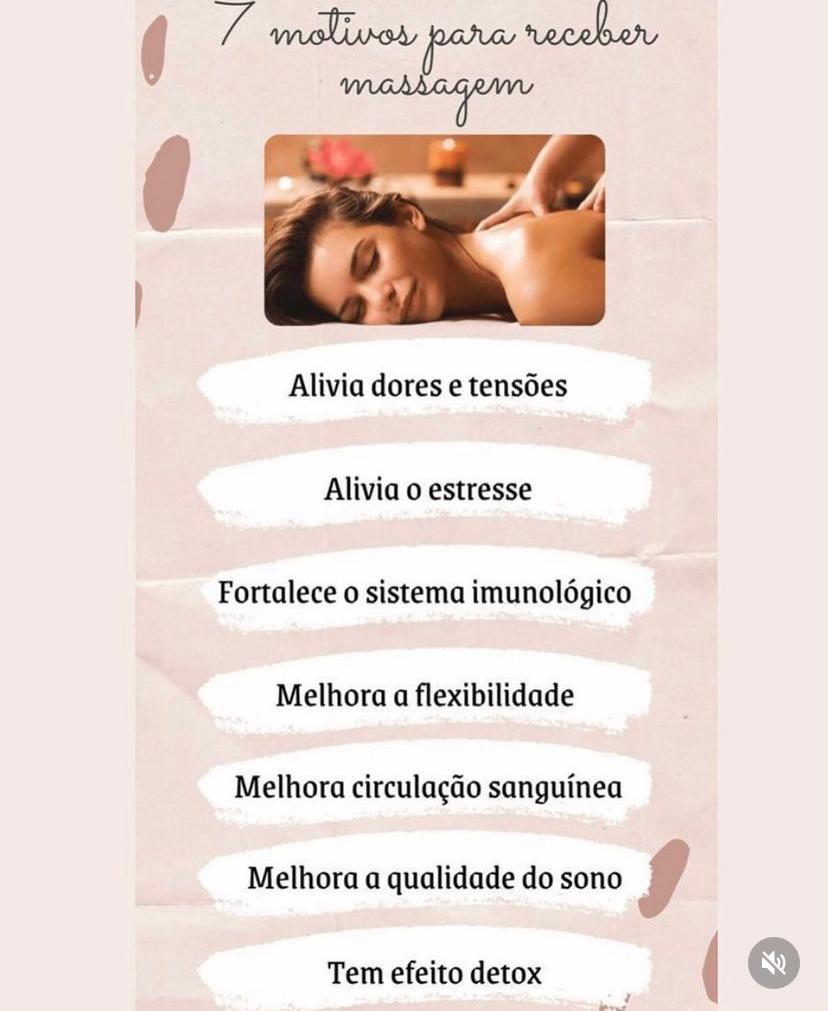 7 motivos para receber
massagem
Alivia dores e tensões
Alivia o estresse
Fortalece o sistema imunológico
Melhora a flexibilidade
Melhora circulação sanguínea
Melhora a qualidade do sono
Tem efeito detox